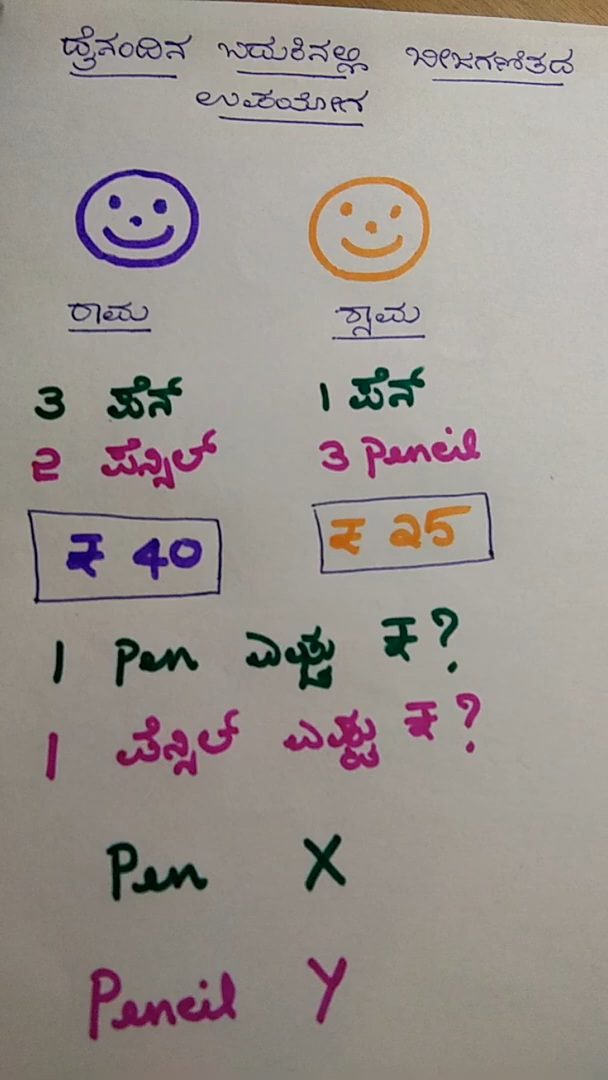 ದೈನಂದಿನ ಬದುಕಿನಲ್ಲಿ ಬೀಜಗಣಿತದ
ಉಪಯೋಗ
ರಾಮ ಶ್ಯಾಮ
3 ಪೆನ್ 1 ಪೆನ್
2 ಪೆನ್ಸಿಲ್ 3 Pencil
₹ 40 ₹ 25
1 Pen ಎಷ್ಟು ₹?
1 ಪೆನ್ಸಿಲ್ ಎಷ್ಟು ₹?
Pen X
Pencil Y